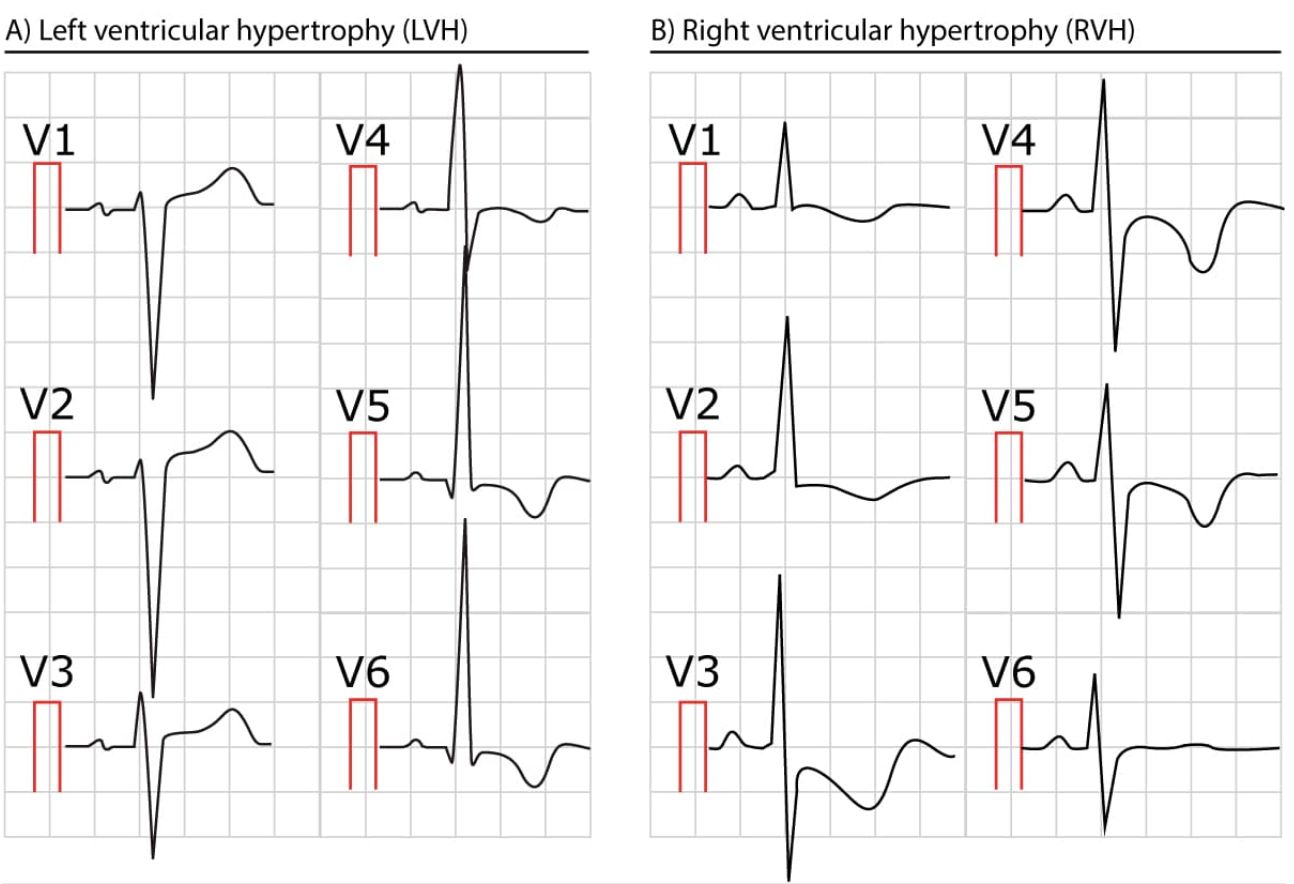 A) Left ventricular hypertrophy (LVH)
V1
V4
V2
V5
V3
V6
B) Right ventricular hypertrophy (RVH)
V1
V4
V2
V5
V3
V6